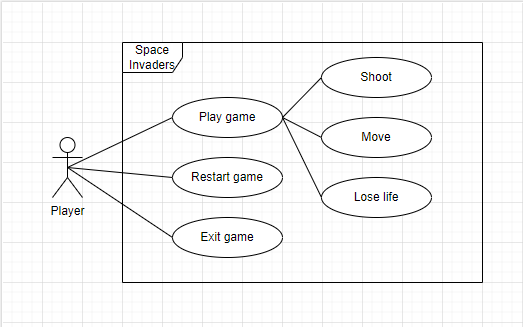 Space
Invaders
Shoot
Play game
Move
Restart game
Lose life
Player
Exit game